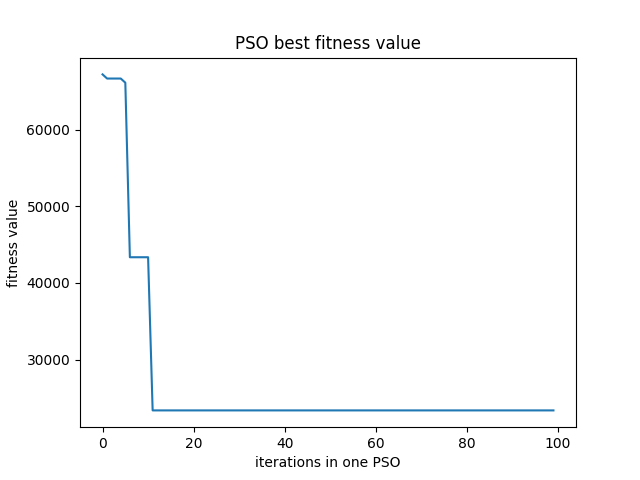 PSO best fitness value
fitness value
60000
50000
40000
30000
0 20 40 60 80 100
iterations in one PSO